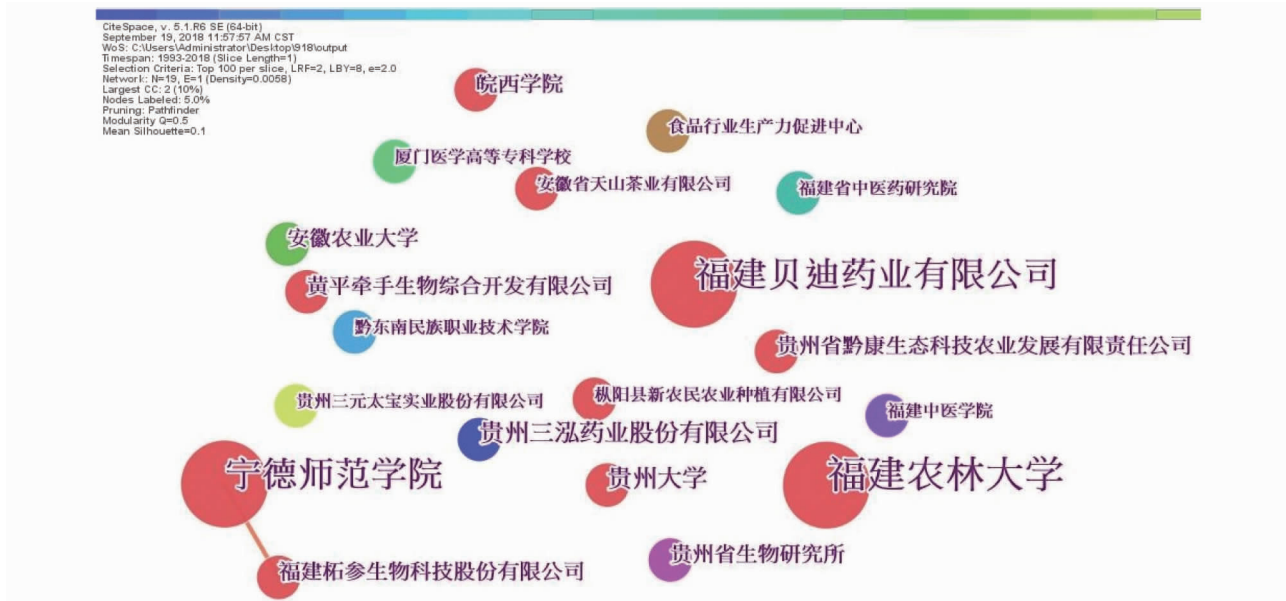 CiteSpace, v. 5.1.R6 SE (64-bit)
September 19, 2018 11:57:57 AM CST
WoS: C:\Users\Administrator\Desktop\918\output
Timespan: 1993-2018 (Slice Length=1)
Selection Criteria: Top 100 per slice, LRF=2, LBY=8, e=2.0
Network: N=19, E=1 (Density=0.0058)
Largest CC: 2 (10%)
Nodes Labeled: 5.0%
Pruning: Pathfinder
Modularity Q=0.5
Mean Silhouette=0.1
皖西学院
食品行业生产力促进中心
厦门医学高等专科学校
安徽省天山茶业有限公司
福建省中医药研究院
安徽农业大学
福建贝迪药业有限公司
黄平牵手生物综合开发有限公司
黔东南民族职业技术学院
贵州省黔康生态科技农业发展有限责任公司
贵州三元太宝实业股份有限公司
枞阳县新农民农业种植有限公司
福建中医学院
贵州三泓药业股份有限公司
宁德师范学院
贵州大学
福建农林大学
贵州省生物研究所
福建柘参生物科技股份有限公司